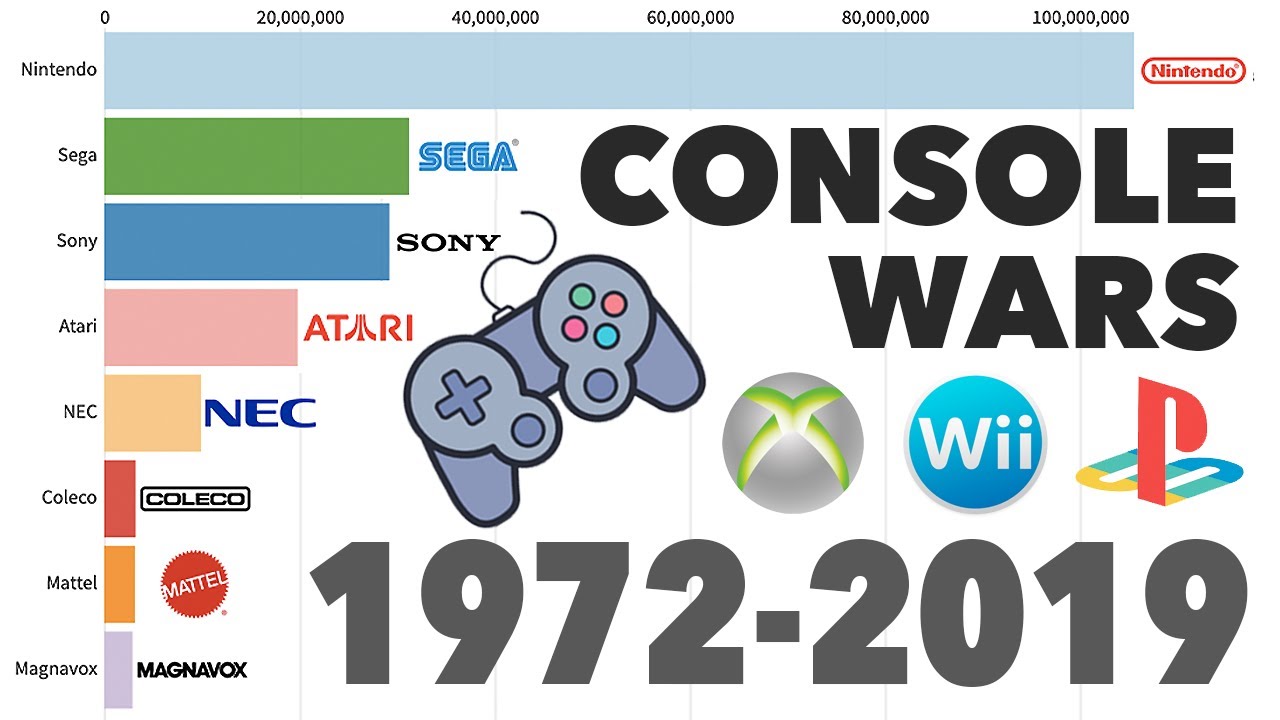 0 20,000,000 40,000,000 60,000,000 80,000,000 100,000,000
Nintendo Nintendo®
Sega SEGA®
CONSOLE
Sony SONY
WARS
Atari ATARI
NEC NEC
Wii
Coleco COLECO
Mattel MATTEL®
1972-2019
Magnavox MAGNAVOX